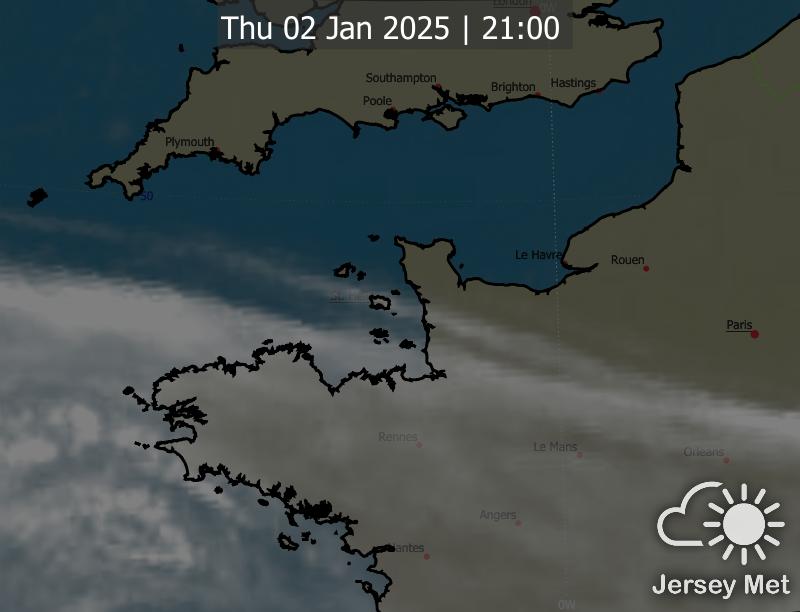 London
0W
Thu 02 Jan 2025 | 21:00
Southampton
Brighton
Hastings
Poole
Plymouth
50
Le Havre
Rouen
Paris
Rennes
Le Mans
Orleans
Angers
Nantes
Jersey Met
0W